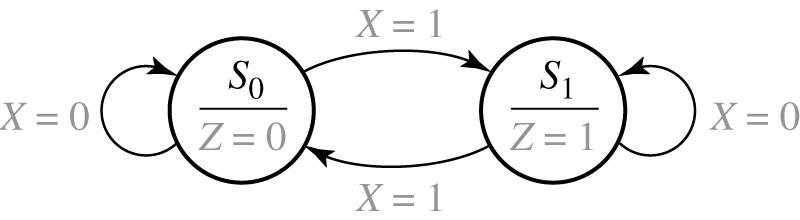 X = 1
S₀
Z = 0
S₁
Z = 1
X = 0
X = 0
X = 1